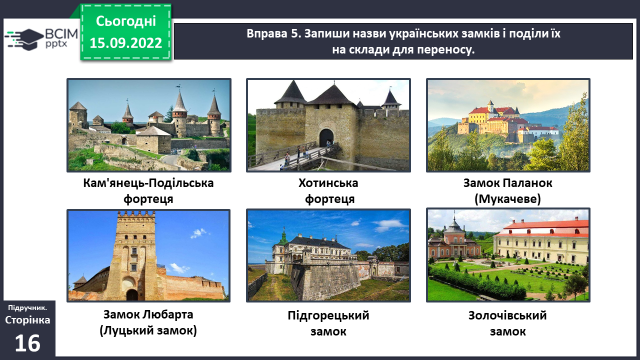 Сьогодні
15.09.2022
BCIM
pptx
Вправа 5. Запиши назви українських замків і поділи їх
на склади для переносу.
Кам'янець-Подільська
фортеця
Хотинська
фортеця
Замок Паланок
(Мукачеве)
Замок Любарта
(Луцький замок)
Підгорецький
замок
Золочівський
замок
Підручник.
Сторінка
16